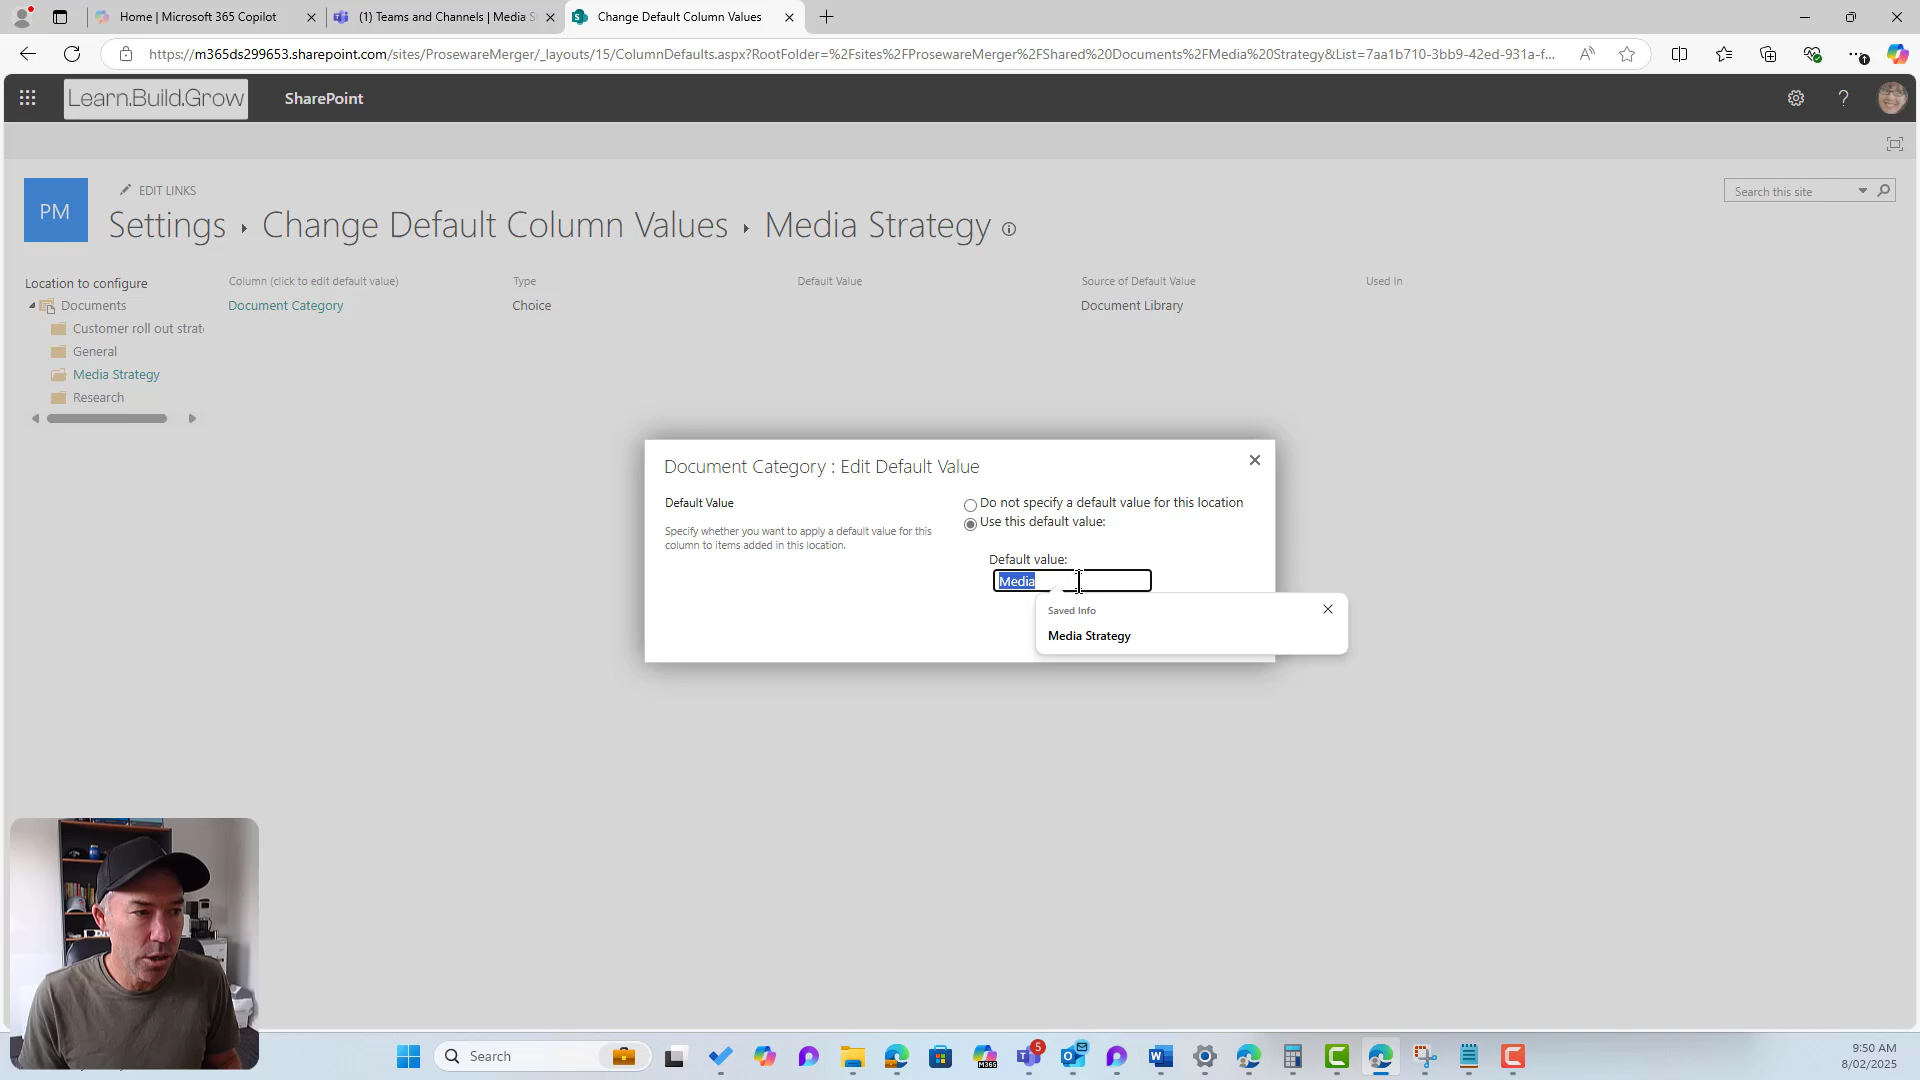 Home | Microsoft 365 Copilot
(1) Teams and Channels | Media S
Change Default Column Values
https://m365ds299653.sharepoint.com/sites/ProsewareMerger/_layouts/15/ColumnDefaults.aspx?RootFolder=%2Fsites%2FProsewareMerger%2FShared%20Documents%2FMedia%20Strategy&List=7aa1b710-3bb9-42ed-931a-f...
Learn.Build.Grow
SharePoint
?
PM
EDIT LINKS
Settings ▸ Change Default Column Values ▸ Media Strategy
Search this site
Location to configure
Documents
Customer roll out strate
General
Media Strategy
Research
Column (click to edit default value)
Type
Default Value
Source of Default Value
Used In
Document Category
Choice
Document Library
Document Category : Edit Default Value
Default Value
Specify whether you want to apply a default value for this
column to items added in this location.
Do not specify a default value for this location
Use this default value:
Default value:
Media
Saved Info
Media Strategy
Search
M365
5
9:50 AM
8/02/2025